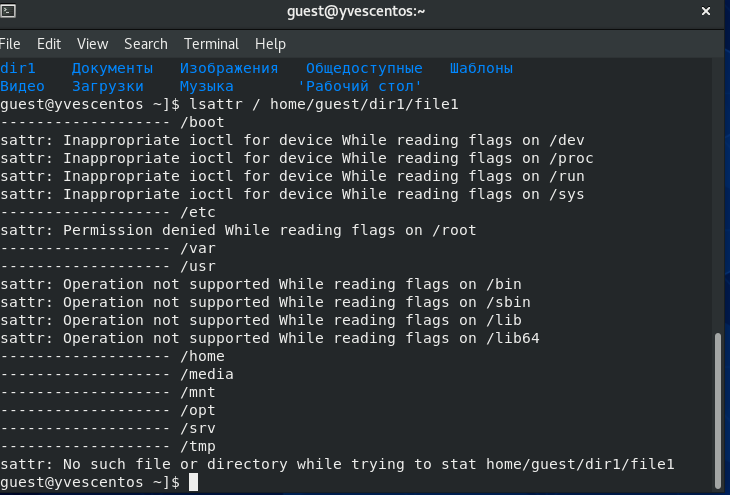 guest@yvescentos:~
File Edit View Search Terminal Help
dir1 Документы Изображения Общедоступные Шаблоны
Видео Загрузки Музыка 'Рабочий стол'
guest@yvescentos ~]$ lsattr / home/guest/dir1/file1
------------------- /boot
sattr: Inappropriate ioctl for device While reading flags on /dev
sattr: Inappropriate ioctl for device While reading flags on /proc
sattr: Inappropriate ioctl for device While reading flags on /run
sattr: Inappropriate ioctl for device While reading flags on /sys
------------------- /etc
sattr: Permission denied While reading flags on /root
------------------- /var
------------------- /usr
sattr: Operation not supported While reading flags on /bin
sattr: Operation not supported While reading flags on /sbin
sattr: Operation not supported While reading flags on /lib
sattr: Operation not supported While reading flags on /lib64
------------------- /home
------------------- /media
------------------- /mnt
------------------- /opt
------------------- /srv
------------------- /tmp
sattr: No such file or directory while trying to stat home/guest/dir1/file1
guest@yvescentos ~]$